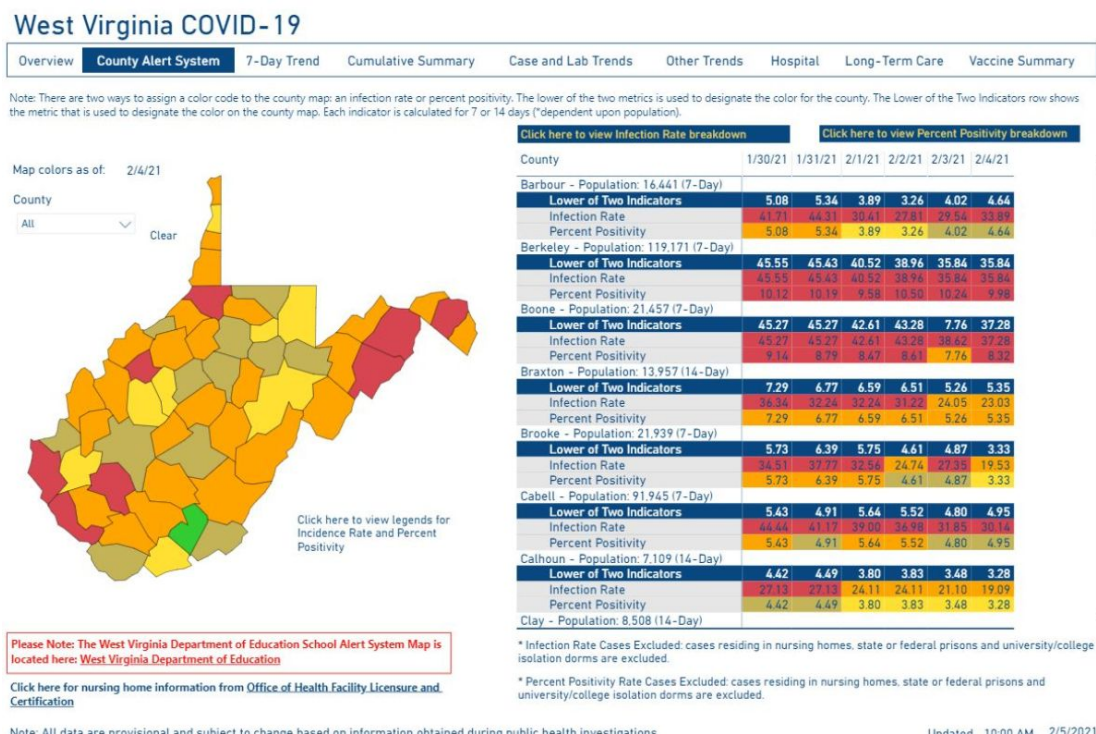 West Virginia COVID-19
Overview County Alert System 7-Day Trend Cumulative Summary Case and Lab Trends Other Trends Hospital Long-Term Care Vaccine Summary
Note: There are two ways to assign a color code to the county map: an infection rate or percent positivity. The lower of the two metrics is used to designate the color for the county. The Lower of the Two Indicators row shows
the metric that is used to designate the color on the county map. Each indicator is calculated for 7 or 14 days (*dependent upon population).
Map colors as of: 2/4/21
County
All
Clear
Click here to view legends for
Incidence Rate and Percent
Positivity
Please Note: The West Virginia Department of Education School Alert System Map is
located here: West Virginia Department of Education
Click here for nursing home information from Office of Health Facility Licensure and
Certification
Click here to view Infection Rate breakdown Click here to view Percent Positivity breakdown
County 1/30/21 1/31/21 2/1/21 2/2/21 2/3/21 2/4/21
Barbour - Population: 16,441 (7-Day)
Lower of Two Indicators 5.08 5.34 3.89 3.26 4.02 4.64
Infection Rate 41.71 44.31 30.41 27.81 29.54 33.89
Percent Positivity 5.08 5.34 3.89 3.26 4.02 4.64
Berkeley - Population: 119,171 (7-Day)
Lower of Two Indicators 45.55 45.43 40.52 38.96 35.84 35.84
Infection Rate 45.55 45.43 40.52 38.96 35.84 35.84
Percent Positivity 10.12 10.19 9.58 10.50 10.24 9.98
Boone - Population: 21,457 (7-Day)
Lower of Two Indicators 45.27 45.27 42.61 43.28 7.76 37.28
Infection Rate 45.27 45.27 42.61 43.28 38.62 37.28
Percent Positivity 9.14 8.79 8.47 8.61 7.76 8.32
Braxton - Population: 13,957 (14-Day)
Lower of Two Indicators 7.29 6.77 6.59 6.51 5.26 5.35
Infection Rate 36.34 32.24 32.24 31.22 24.05 23.03
Percent Positivity 7.29 6.77 6.59 6.51 5.26 5.35
Brooke - Population: 21,939 (7-Day)
Lower of Two Indicators 5.73 6.39 5.75 4.61 4.87 3.33
Infection Rate 34.51 37.77 32.56 24.74 27.35 19.53
Percent Positivity 5.73 6.39 5.75 4.61 4.87 3.33
Cabell - Population: 91,945 (7-Day)
Lower of Two Indicators 5.43 4.91 5.64 5.52 4.80 4.95
Infection Rate 44.44 41.17 39.00 36.98 31.85 30.14
Percent Positivity 5.43 4.91 5.64 5.52 4.80 4.95
Calhoun - Population: 7,109 (14-Day)
Lower of Two Indicators 4.42 4.49 3.80 3.83 3.48 3.28
Infection Rate 27.13 27.13 24.11 24.11 21.10 19.09
Percent Positivity 4.42 4.49 3.80 3.83 3.48 3.28
Clay - Population: 8,508 (14-Day)
* Infection Rate Cases Excluded: cases residing in nursing homes, state or federal prisons and university/college
isolation dorms are excluded.
* Percent Positivity Rate Cases Excluded: cases residing in nursing homes, state or federal prisons and
university/college isolation dorms are excluded.
Note: All data are provisional and subject to change based on information obtained during public health investigations. Updated 10:00 AM 2/5/2021